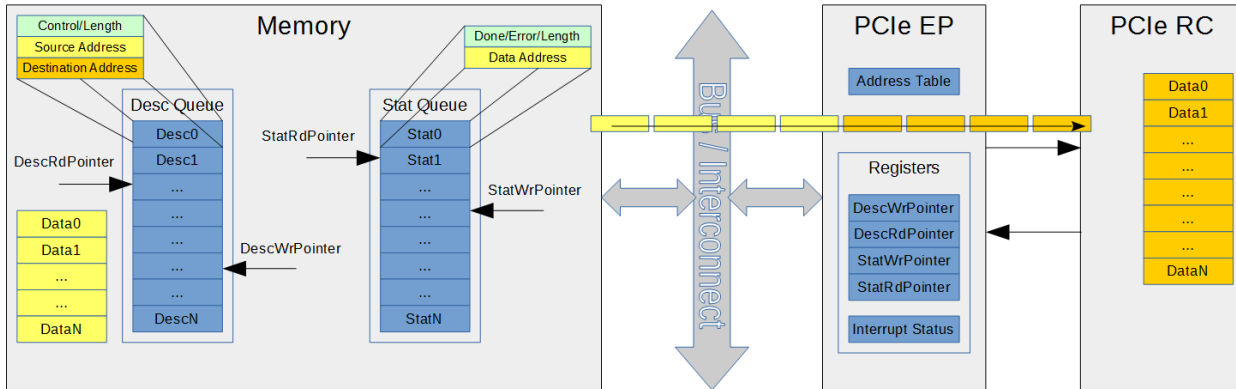 Memory
Control/Length
Source Address
Destination Address
Desc Queue
Desc0
Desc1
...
...
...
...
...
DescN
DescRdPointer
DescWrPointer
Data0
Data1
...
...
DataN
Done/Error/Length
Data Address
Stat Queue
Stat0
Stat1
...
...
...
...
...
StatN
StatRdPointer
StatWrPointer
Bus / Interconnect
PCIe EP
Address Table
Registers
DescWrPointer
DescRdPointer
StatWrPointer
StatRdPointer
Interrupt Status
PCIe RC
Data0
Data1
...
...
...
...
...
DataN